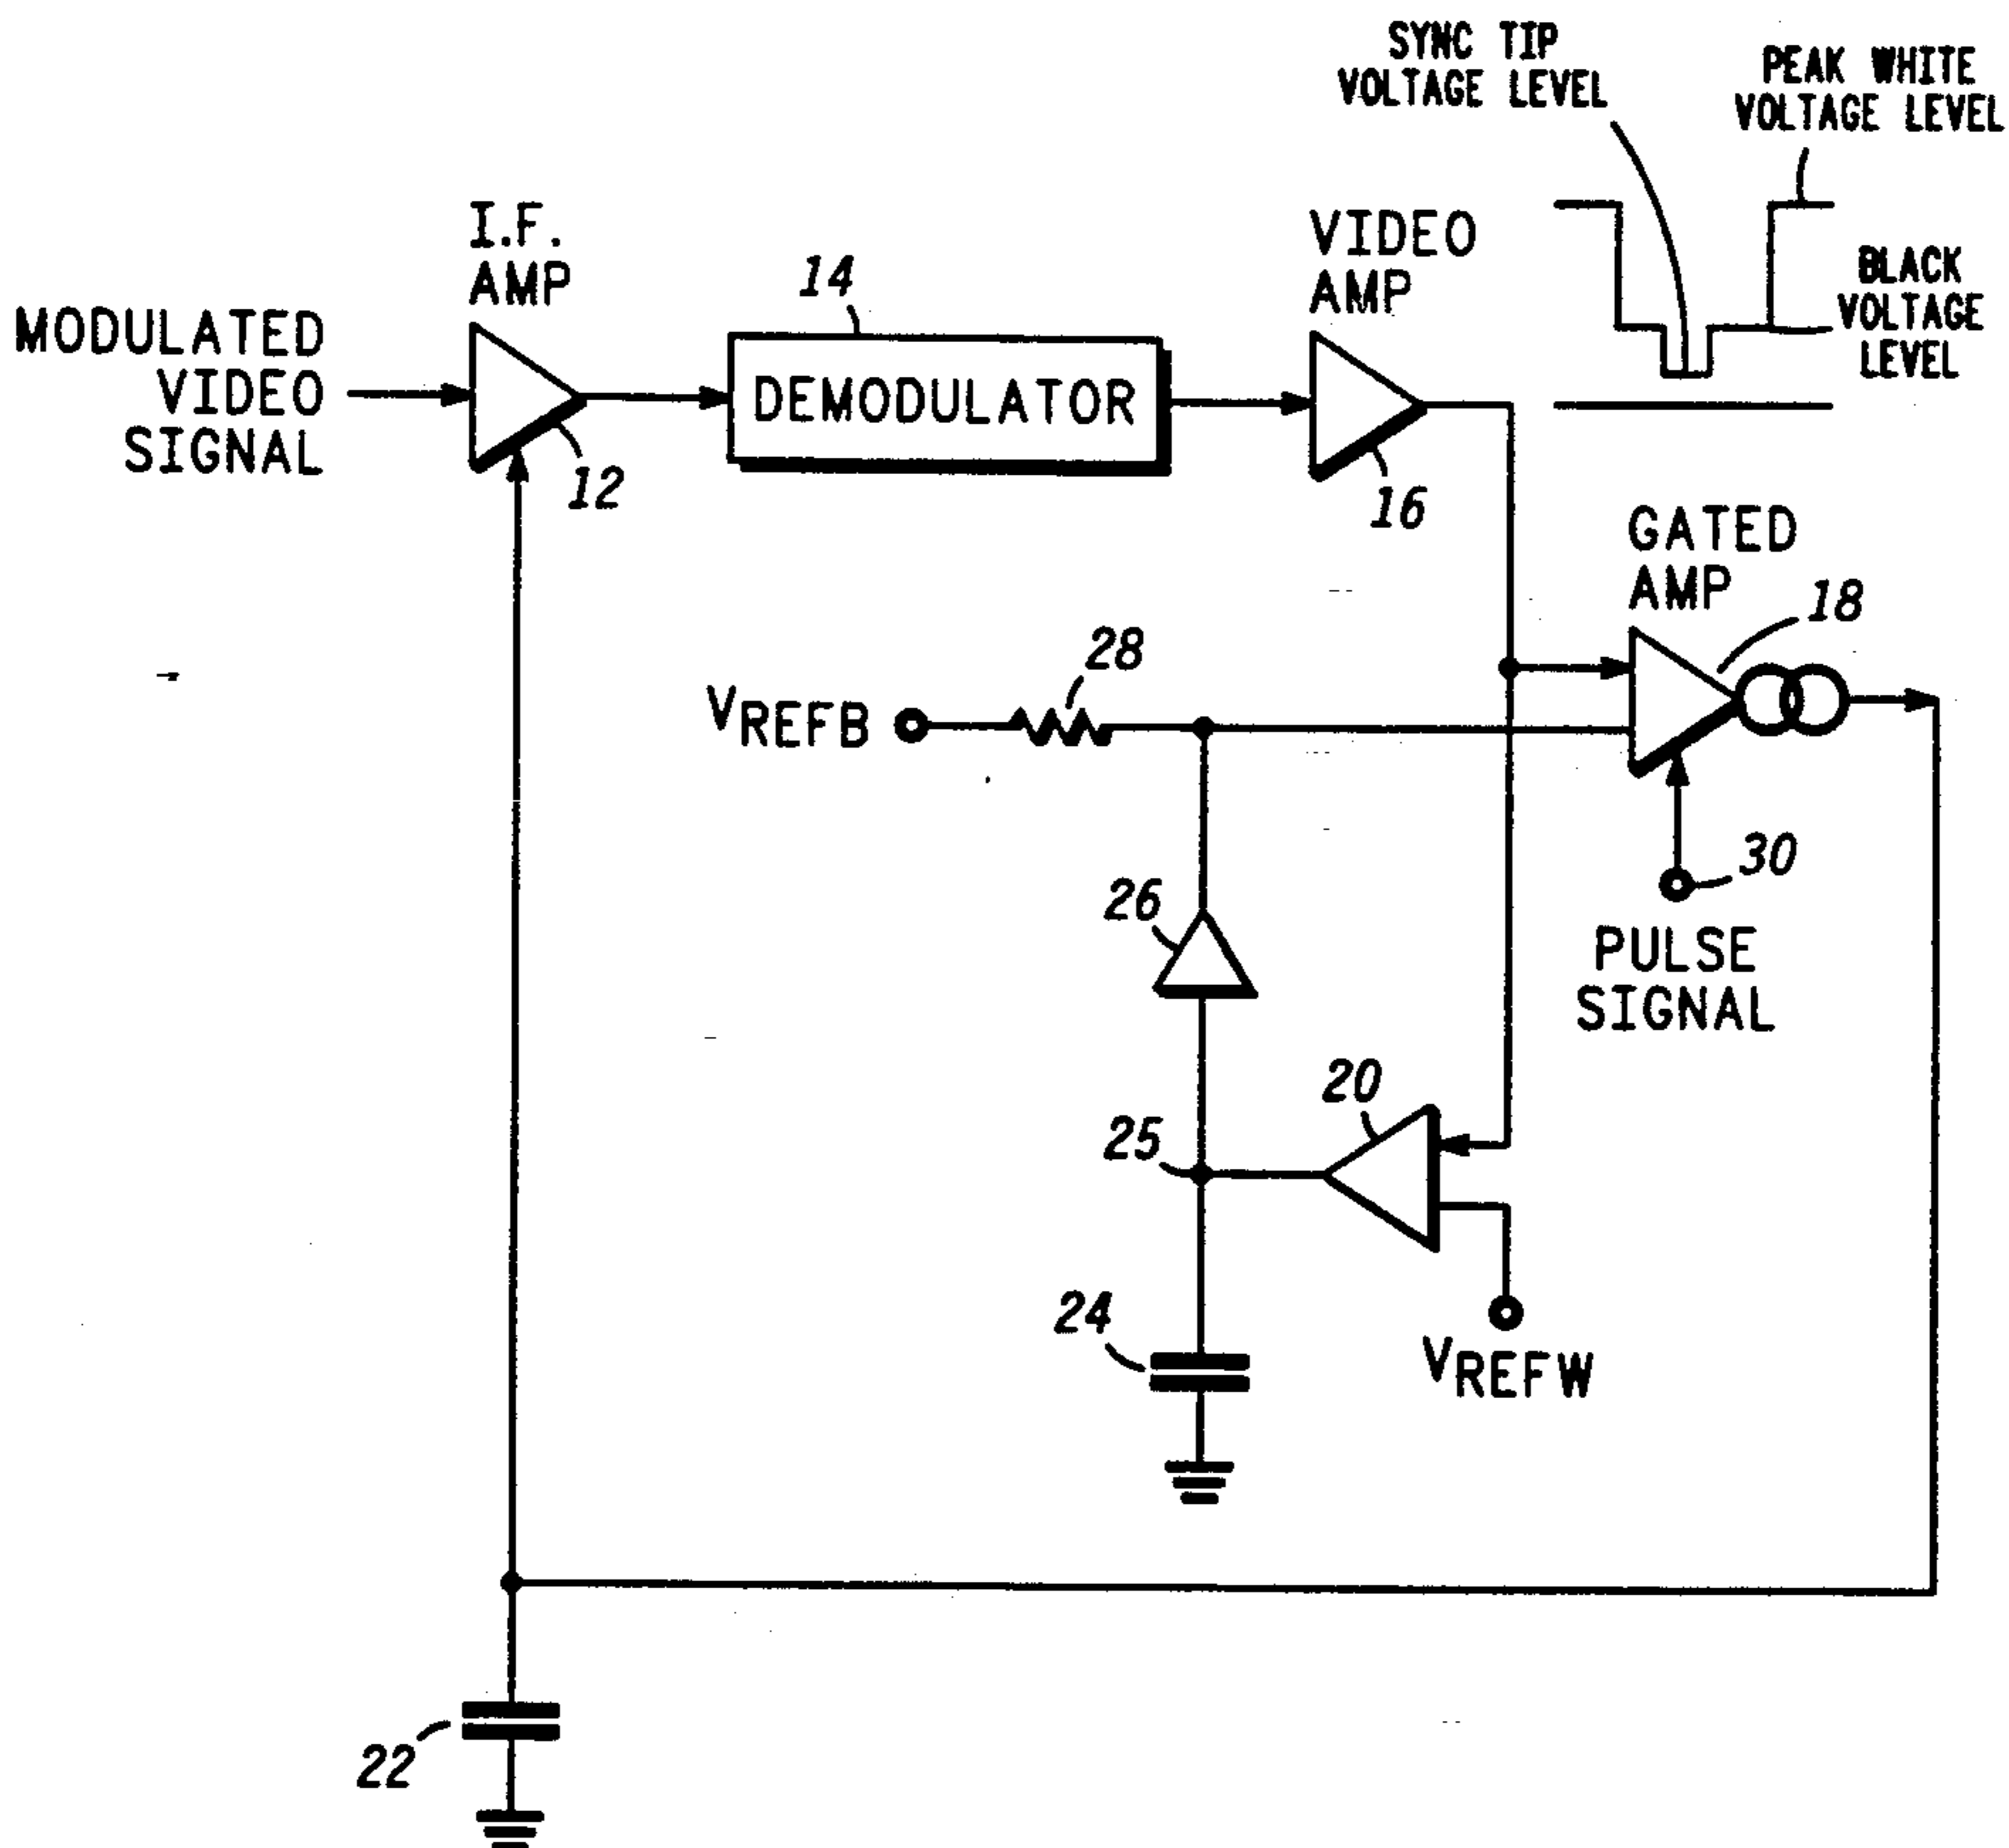 SYNC TIP
VOLTAGE LEVEL
PEAK WHITE
VOLTAGE LEVEL
I.F.
AMP
VIDEO
AMP
BLACK
VOLTAGE
LEVEL
MODULATED
VIDEO
SIGNAL
14
DEMODULATOR
12
16
GATED
AMP
18
28
VREFB
30
PULSE
SIGNAL
26
20
25
24
VREFW
22